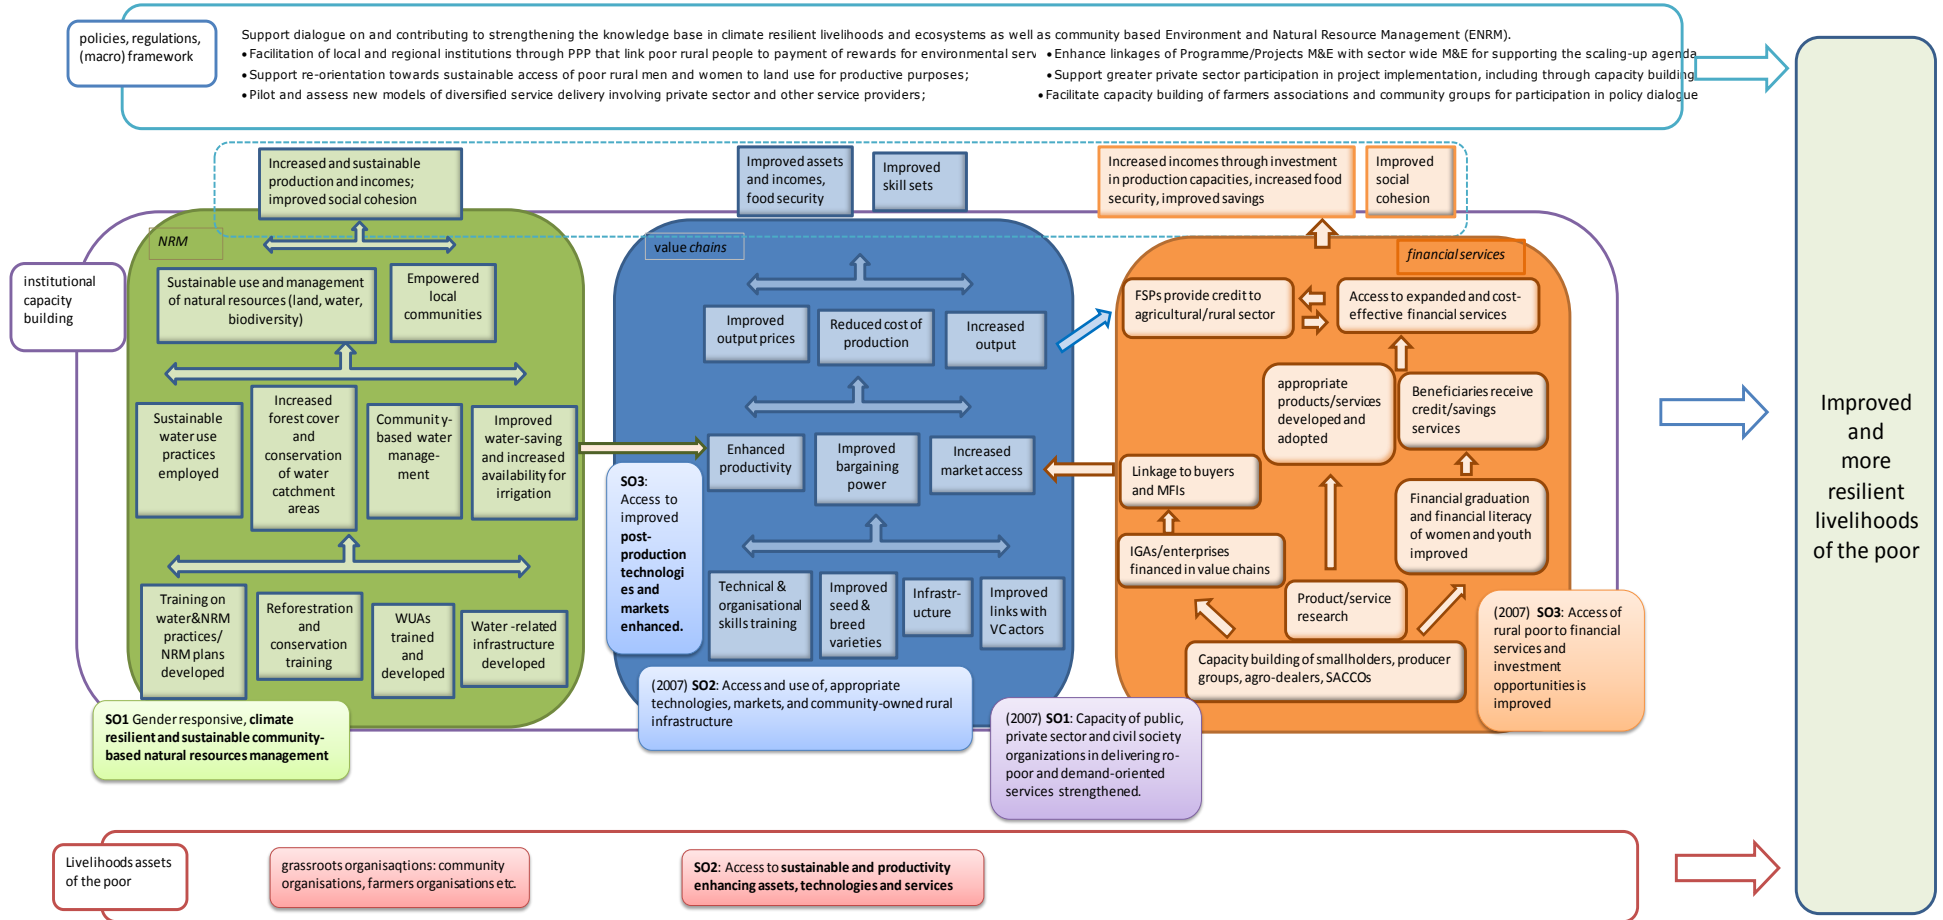 policies, regulations,
(macro) framework
Support dialogue on and contributing to strengthening the knowledge base in climate resilient livelihoods and ecosystems as well as community based Environment and Natural Resource Management (ENRM).
• Facilitation of local and regional institutions through PPP that link poor rural people to payment of rewards for environmental serv
• Support re-orientation towards sustainable access of poor rural men and women to land use for productive purposes;
• Pilot and assess new models of diversified service delivery involving private sector and other service providers;
• Enhance linkages of Programme/Projects M&E with sector wide M&E for supporting the scaling-up agenda
• Support greater private sector participation in project implementation, including through capacity building
• Facilitate capacity building of farmers associations and community groups for participation in policy dialogue
Increased and sustainable
production and incomes;
improved social cohesion
Improved assets
and incomes,
food security
Improved
skill sets
Increased incomes through investment
in production capacities, increased food
security, improved savings
Improved
social
cohesion
institutional
capacity
building
NRM
Sustainable use and management
of natural resources (land, water,
biodiversity)
Empowered
local
communities
Sustainable
water use
practices
employed
Increased
forest cover
and
conservation
of water
catchment
areas
Community-
based water
manage-
ment
Improved
water-saving
and increased
availability for
irrigation
Training on
water&NRM
practices/
NRM plans
developed
Reforestration
and
conservation
training
WUAs
trained
and
developed
Water -related
infrastructure
developed
SO1 Gender responsive, climate
resilient and sustainable community-
based natural resources management
value chains
Improved
output prices
Reduced cost of
production
Increased
output
Enhanced
productivity
Improved
bargaining
power
Increased
market access
SO3:
Access to
improved
post-
production
technologi
es and
markets
enhanced.
Technical &
organisational
skills training
Improved
seed &
breed
varieties
Infrastr-
ucture
Improved
links with
VC actors
(2007) SO2: Access and use of, appropriate
technologies, markets, and community-owned rural
infrastructure
financial services
FSPs provide credit to
agricultural/rural sector
Access to expanded and cost-
effective financial services
appropriate
products/services
developed and
adopted
Beneficiaries receive
credit/savings
services
Linkage to buyers
and MFIs
Financial graduation
and financial literacy
of women and youth
improved
IGAs/enterprises
financed in value chains
Product/service
research
Capacity building of smallholders, producer
groups, agro-dealers, SACCOs
(2007) SO3: Access of
rural poor to financial
services and
investment
opportunities is
improved
(2007) SO1: Capacity of public,
private sector and civil society
organizations in delivering ro-
poor and demand-oriented
services strengthened.
Improved
and
more
resilient
livelihoods
of the poor
Livelihoods assets
of the poor
grassroots organisaqtions: community
organisations, farmers organisations etc.
SO2: Access to sustainable and productivity
enhancing assets, technologies and services